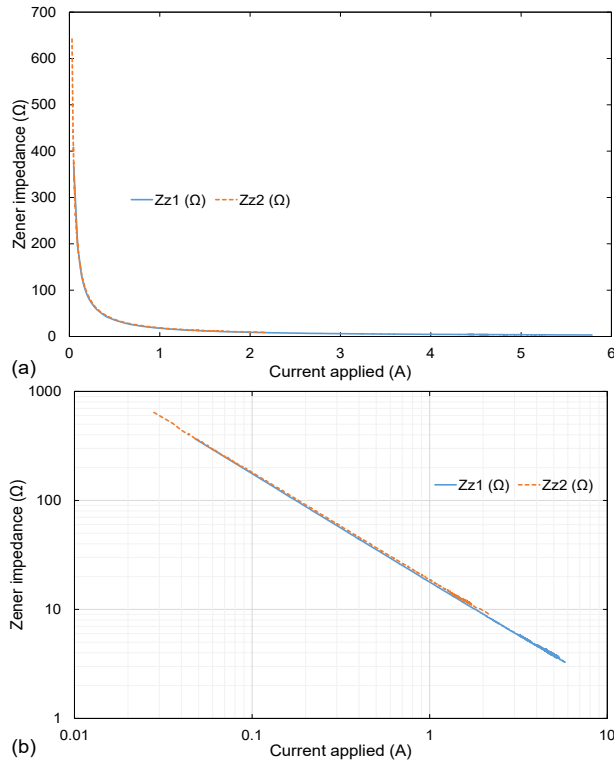 700
600
500
400
300
200
100
0
Zener impedance (Ω)
Zz1 (Ω) Zz2 (Ω)
0 1 2 3 4 5 6
Current applied (A)
(a)
1000
100
10
1
Zener impedance (Ω)
Zz1 (Ω) Zz2 (Ω)
0.01 0.1 1 10
Current applied (A)
(b)